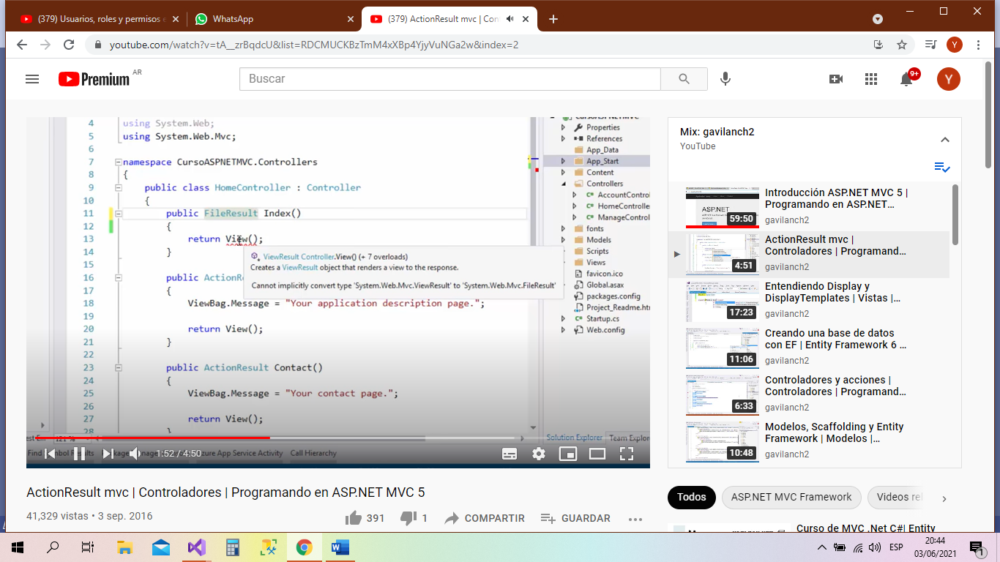 (379) Usuarios, roles y permisos e
WhatsApp
(379) ActionResult mvc | Con
youtube.com/watch?v=tA__zrBqdcU&list=RDCMUCKBzTmM4xXBp4YjyVuNGa2w&index=2
Y
Premium AR
Buscar
9+
Y
4 using System.Web;
5 using System.Web.Mvc;
6
7 namespace CursoASPNETMVC.Controllers
8 {
9 public class HomeController : Controller
10 {
11 public FileResult Index()
12 {
13 return View();
14 }
15
16 public ActionR
17 {
18 ViewBag.Message = "Your application description page.";
19
20 return View();
21 }
22
23 public ActionResult Contact()
24 {
25 ViewBag.Message = "Your contact page.";
26
27 return View();
28 }
ViewResult Controller.View() (+ 7 overloads)
Creates a ViewResult object that renders a view to the response.
Cannot implicitly convert type 'System.Web.Mvc.ViewResult' to 'System.Web.Mvc.FileResult'
CursoASPNETMVC
Properties
References
App_Data
App_Start
Content
Controllers
AccountControl
HomeController
ManageControl
fonts
Models
Scripts
Views
favicon.ico
Global.asax
packages.config
Project_Readme.htm
Startup.cs
Web.config
121 %
Solution Explorer Team Explor
Find Symbol Results
Azure App Service Activity Call Hierarchy
1:52 / 4:50
ActionResult mvc | Controladores | Programando en ASP.NET MVC 5
41,329 vistas • 3 sep. 2016
391
1
COMPARTIR
GUARDAR
Mix: gavilanch2
YouTube
ASP.NET
59:50
Introducción ASP.NET MVC 5 |
Programando en ASP.NET…
gavilanch2
4:51
ActionResult mvc |
Controladores | Programand…
gavilanch2
17:23
Entendiendo Display y
DisplayTemplates | Vistas |…
gavilanch2
11:06
Creando una base de datos
con EF | Entity Framework 6 …
gavilanch2
6:33
Controladores y acciones |
Controladores | Programand…
gavilanch2
10:48
Modelos, Scaffolding y Entity
Framework | Modelos |…
gavilanch2
Todos
ASP.NET MVC Framework
Videos rel
Curso de MVC .Net C#| Entity
ESP
20:44
03/06/2021
1